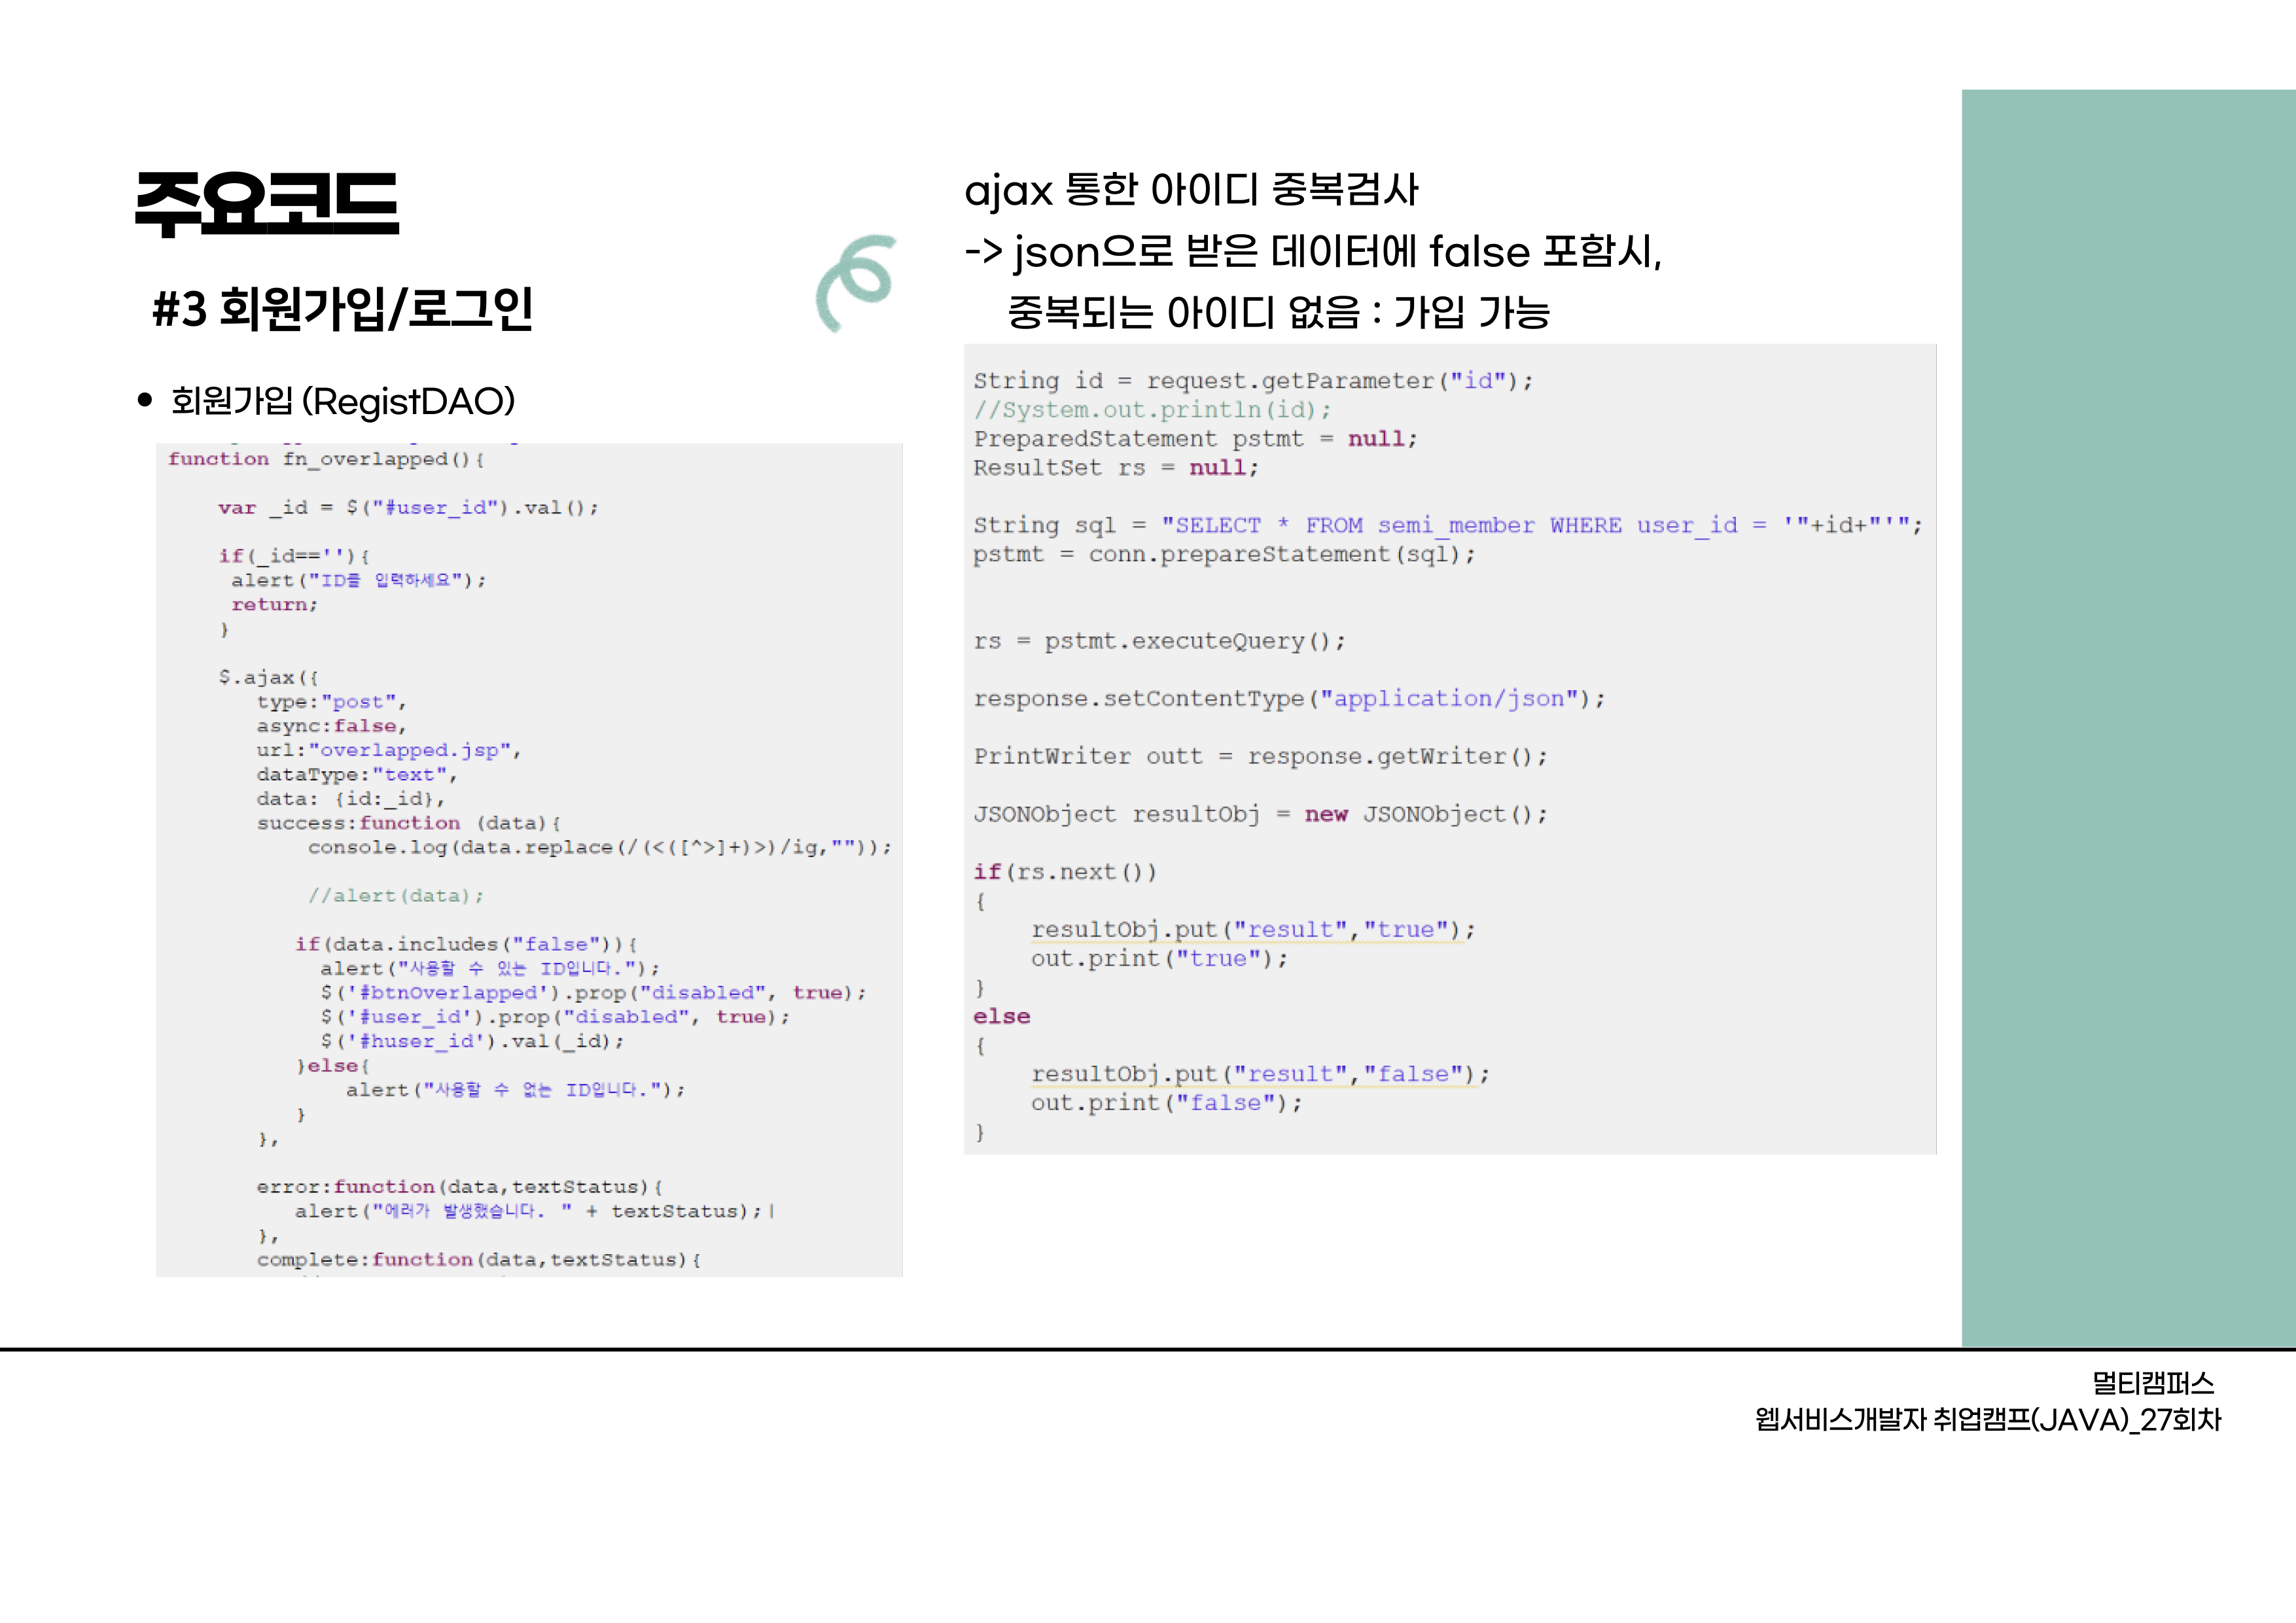 주요코드
#3 회원가입/로그인
• 회원가입 (RegistDAO)
function fn_overlapped(){
var _id = $("#user_id").val();
if(_id==''){
alert("ID를 입력하세요");
return;
}
$.ajax({
type:"post",
async:false,
url:"overlapped.jsp",
dataType:"text",
data: {id:_id},
success:function (data){
console.log(data.replace(/(<([^>]+)>)/ig,""));
//alert(data);
if(data.includes("false")){
alert("사용할 수 있는 ID입니다.");
$('#btnOverlapped').prop("disabled", true);
$('#user_id').prop("disabled", true);
$('#huser_id').val(_id);
}else{
alert("사용할 수 없는 ID입니다.");
}
},
error:function(data,textStatus){
alert("에러가 발생했습니다. " + textStatus);|
},
complete:function(data,textStatus){
ajax 통한 아이디 중복검사
-> json으로 받은 데이터에 false 포함시,
중복되는 아이디 없음 : 가입 가능
String id = request.getParameter("id");
//System.out.println(id);
PreparedStatement pstmt = null;
ResultSet rs = null;
String sql = "SELECT * FROM semi_member WHERE user_id = '"+id+"'";
pstmt = conn.prepareStatement(sql);
rs = pstmt.executeQuery();
response.setContentType("application/json");
PrintWriter outt = response.getWriter();
JSONObject resultObj = new JSONObject();
if(rs.next())
{
resultObj.put("result","true");
out.print("true");
}
else
{
resultObj.put("result","false");
out.print("false");
}
멀티캠퍼스
웹서비스개발자 취업캠프(JAVA)_27회차